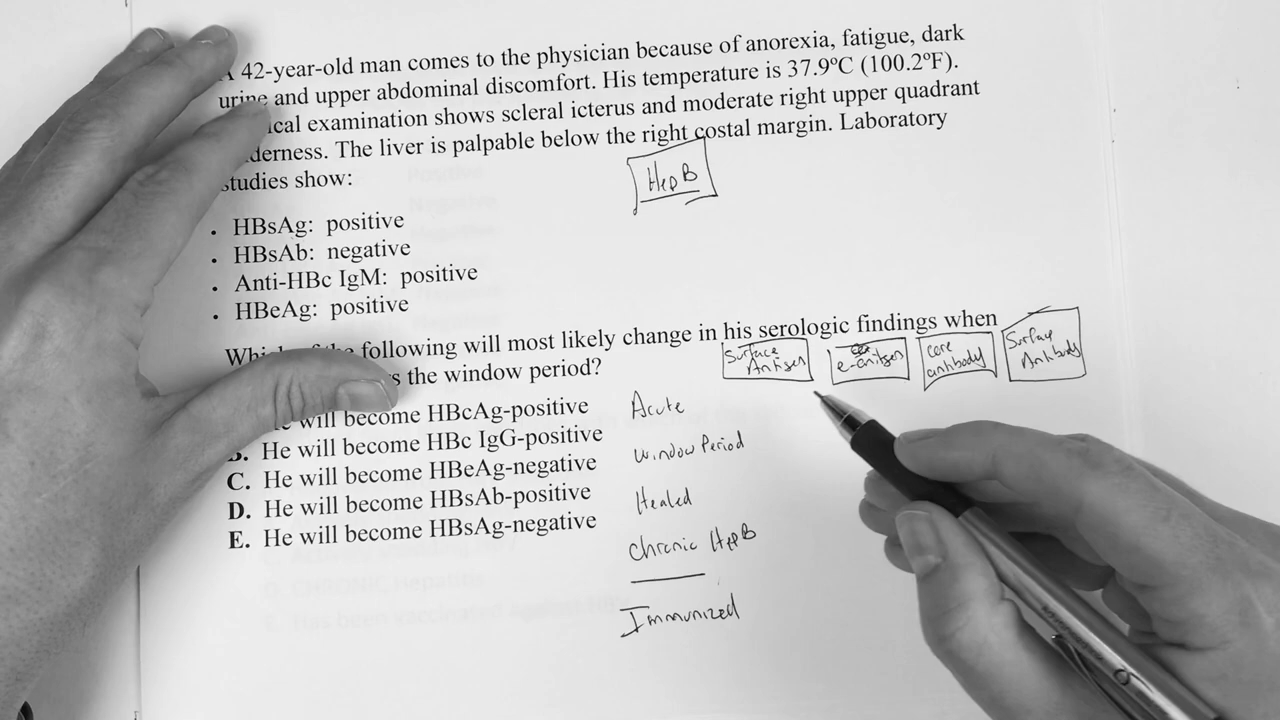 42-year-old man comes to the physician because of anorexia, fatigue, dark
urine and upper abdominal discomfort. His temperature is 37.9°C (100.2°F).
ical examination shows scleral icterus and moderate right upper quadrant
derness. The liver is palpable below the right costal margin. Laboratory
studies show:
Hep B
• HBsAg: positive
• HBsAb: negative
• Anti-HBc IgM: positive
• HBeAg: positive
following will most likely change in his serologic findings when
s the window period?
Surface Antigen
e-antigen
core antibody
Surface Antibody
will become HBcAg-positive
B. He will become HBc IgG-positive
C. He will become HBeAg-negative
D. He will become HBsAb-positive
E. He will become HBsAg-negative
Acute
Window Period
Healed
Chronic Hep B
Immunized